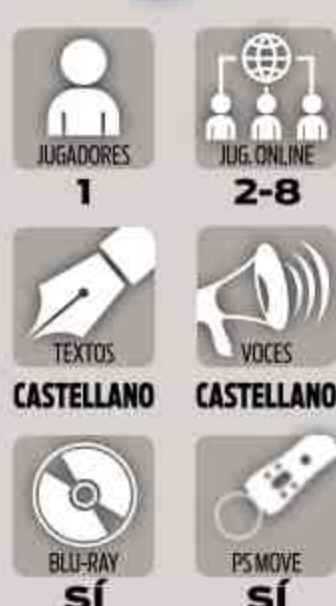 JUGADORES
1
JUG. ONLINE
2-8
TEXTOS
CASTELLANO
VOCES
CASTELLANO
BLU-RAY
SÍ
PS MOVE
SÍ